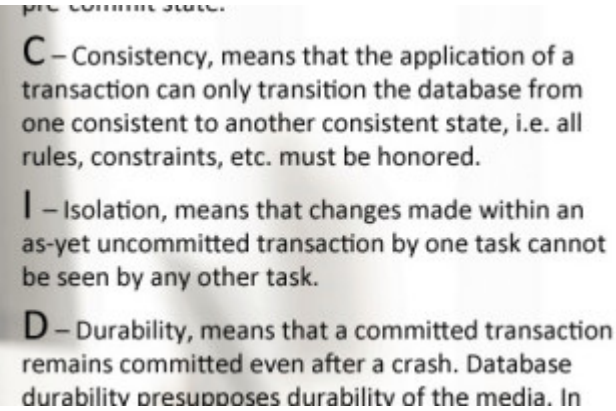 pre-commit state.
C – Consistency, means that the application of a
transaction can only transition the database from
one consistent to another consistent state, i.e. all
rules, constraints, etc. must be honored.
I – Isolation, means that changes made within an
as-yet uncommitted transaction by one task cannot
be seen by any other task.
D – Durability, means that a committed transaction
remains committed even after a crash. Database
durability presupposes durability of the media. In